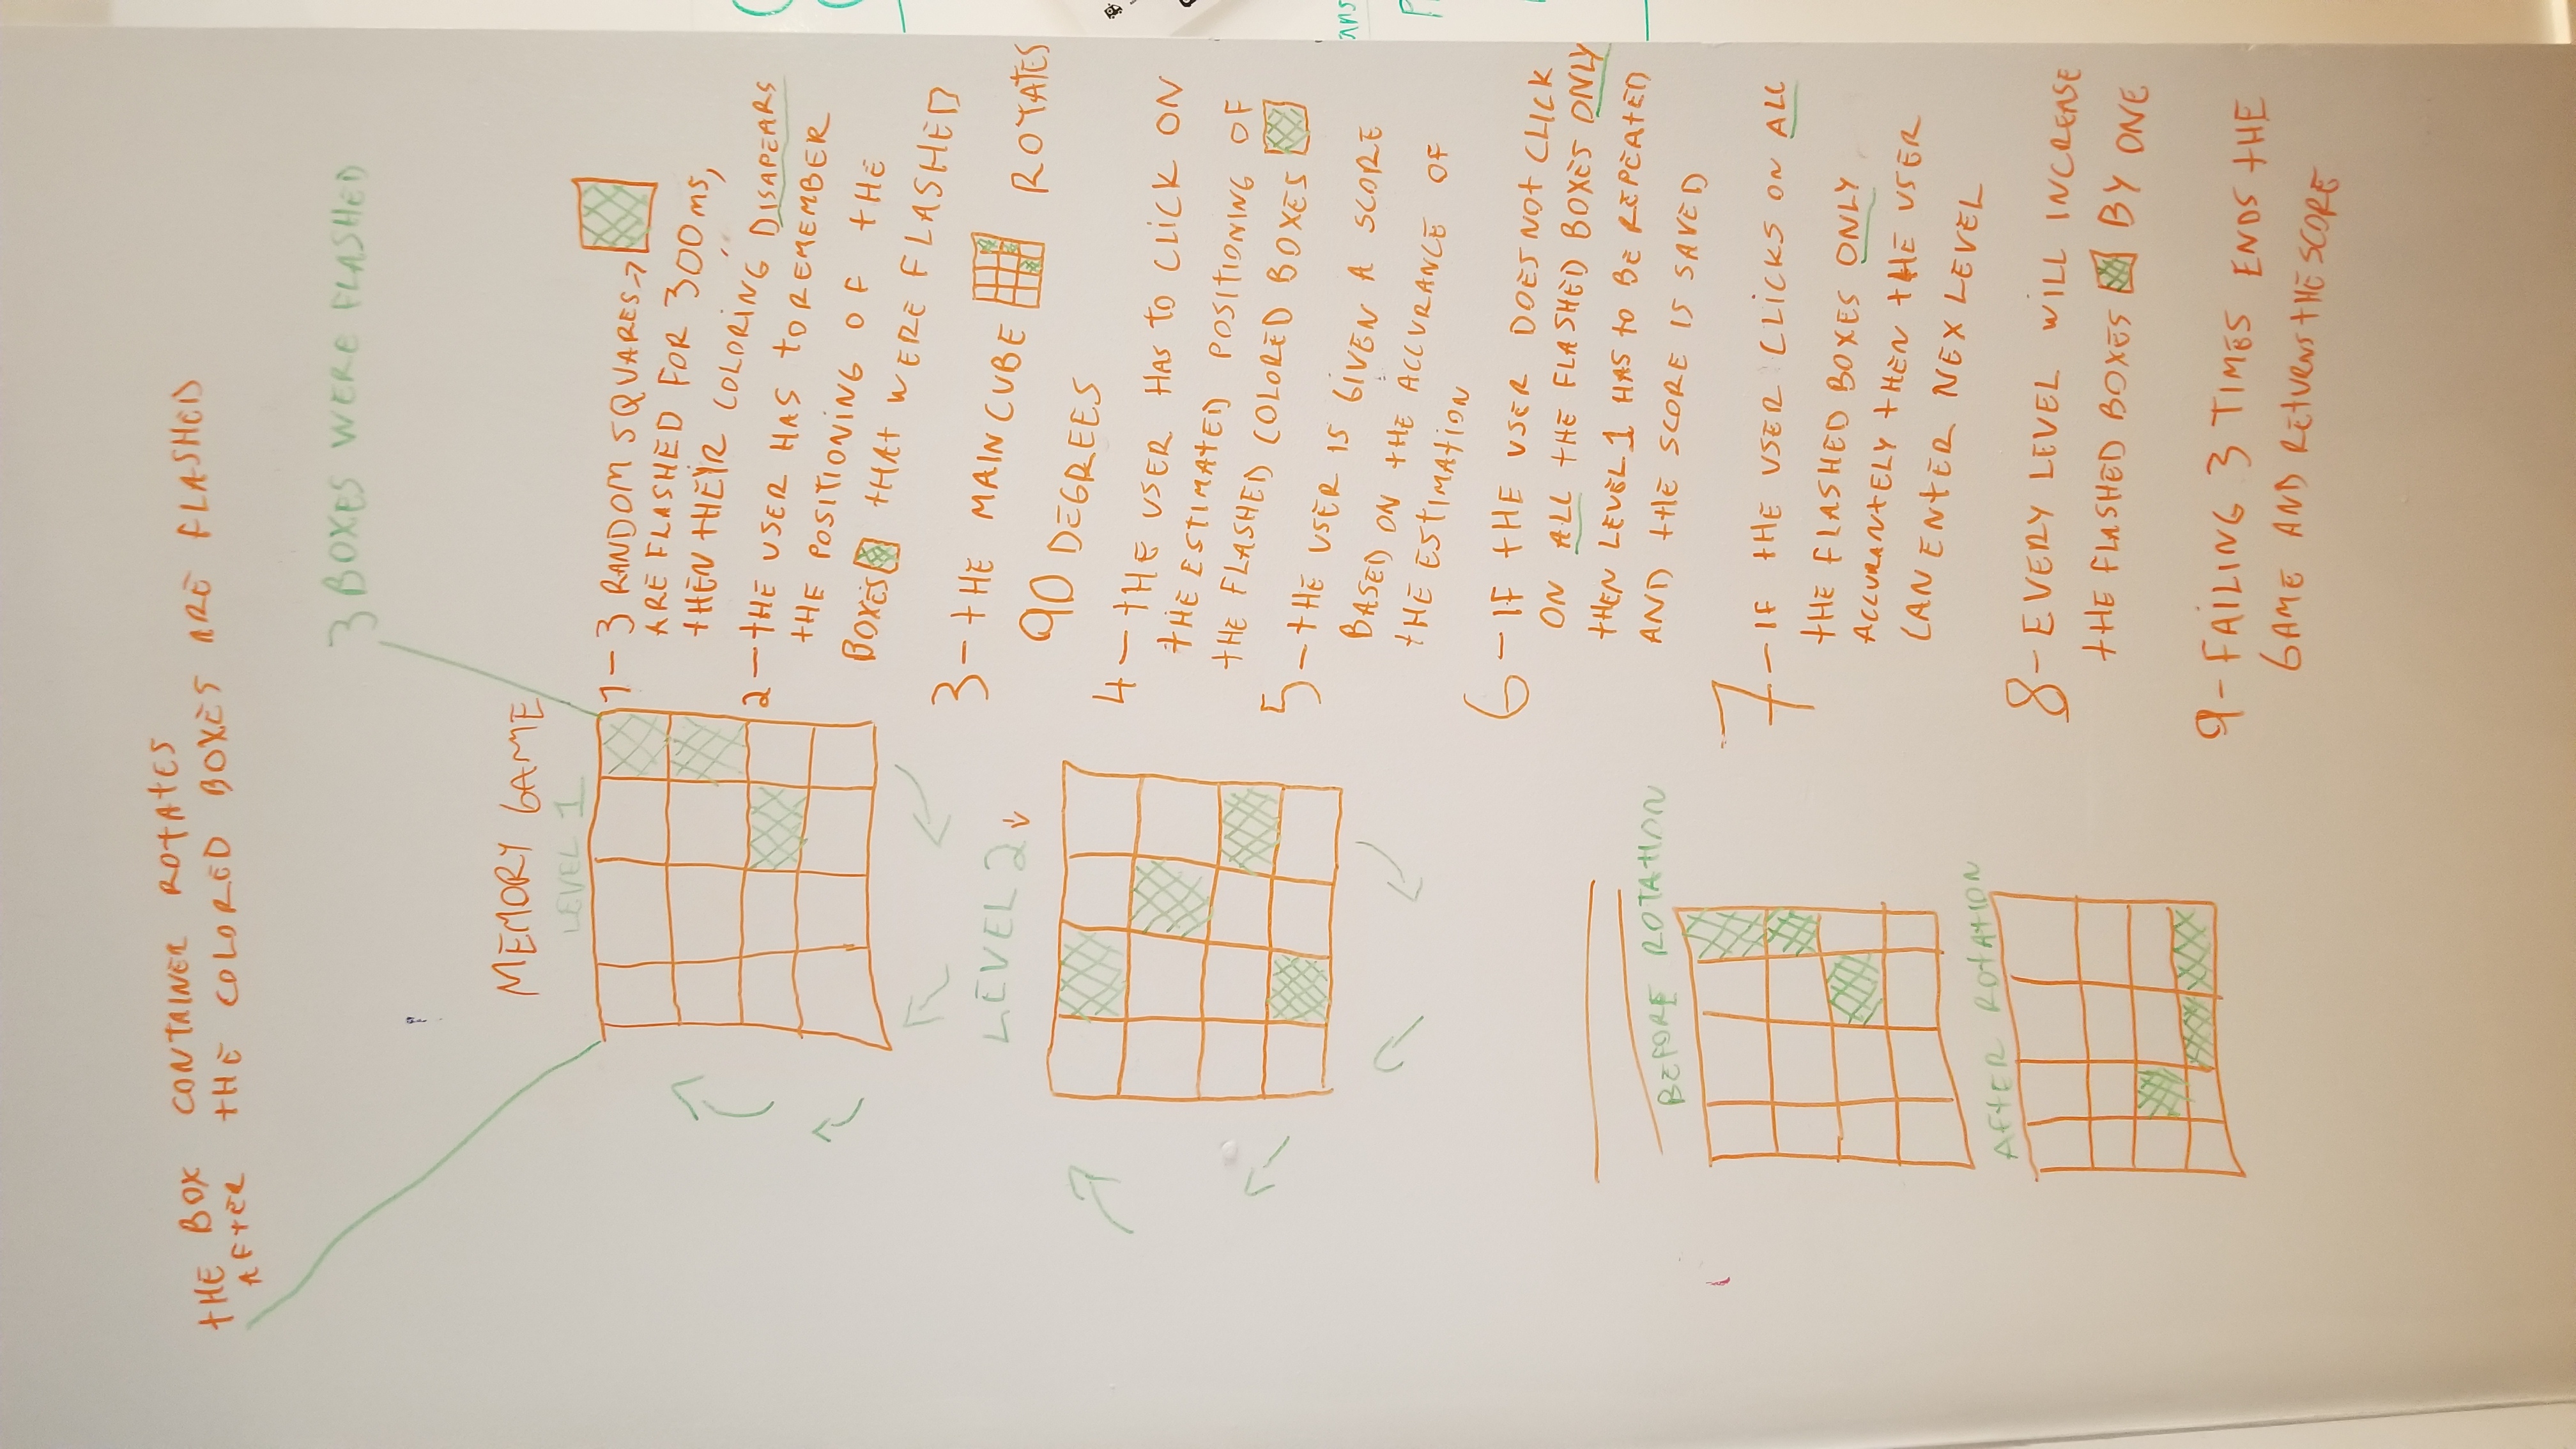 THE BOX CONTAINER ROTATES
AFTER THE COLORED BOXES ARE FLASHED
3 BOXES WERE FLASHED
MEMORY GAME
LEVEL 1
1- 3 RANDOM SQUARES→
ARE FLASHED FOR 300ms,
THEN THEIR COLORING DISAPEARS
2- THE USER HAS TO REMEMBER
THE POSITIONING OF THE
BOXES THAT WERE FLASHED
3- THE MAIN CUBE ROTATES
90 DEGREES
LEVEL 2↓
4- THE USER HAS TO CLICK ON
THE ESTIMATED POSITIONING OF
THE FLASHED COLORED BOXES
5- THE USER IS GIVEN A SCORE
BASED ON THE ACCURANCE OF
THE ESTIMATION
6- IF THE USER DOES NOT CLICK
ON ALL THE FLASHED BOXES ONLY
THEN LEVEL 1 HAS TO BE REPEATED
AND THE SCORE IS SAVED
BEFORE ROTATION
7- IF THE USER CLICKS ON ALL
THE FLASHED BOXES ONLY
ACCURANTELY THEN THE USER
CAN ENTER NEX LEVEL
AFTER ROTATION
8- EVERY LEVEL WILL INCREASE
THE FLASHED BOXES BY ONE
9- FAILING 3 TIMES ENDS THE
GAME AND RETURNS THE SCORE